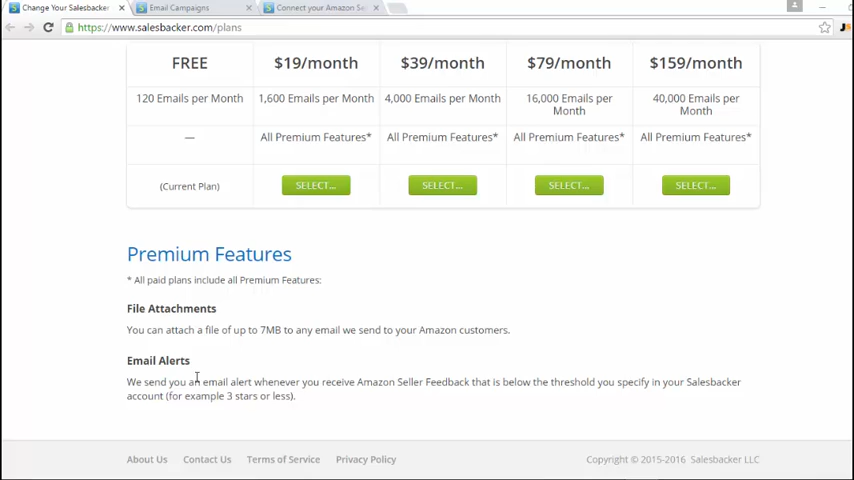 Change Your Salesbacker
Email Campaigns
Connect your Amazon Se
https://www.salesbacker.com/plans
FREE $19/month $39/month $79/month $159/month
120 Emails per Month 1,600 Emails per Month 4,000 Emails per Month 16,000 Emails per Month 40,000 Emails per Month
— All Premium Features* All Premium Features* All Premium Features* All Premium Features*
(Current Plan) SELECT... SELECT... SELECT... SELECT...
Premium Features
* All paid plans include all Premium Features:
File Attachments
You can attach a file of up to 7MB to any email we send to your Amazon customers.
Email Alerts
We send you an email alert whenever you receive Amazon Seller Feedback that is below the threshold you specify in your Salesbacker
account (for example 3 stars or less).
About Us Contact Us Terms of Service Privacy Policy Copyright © 2015-2016 Salesbacker LLC